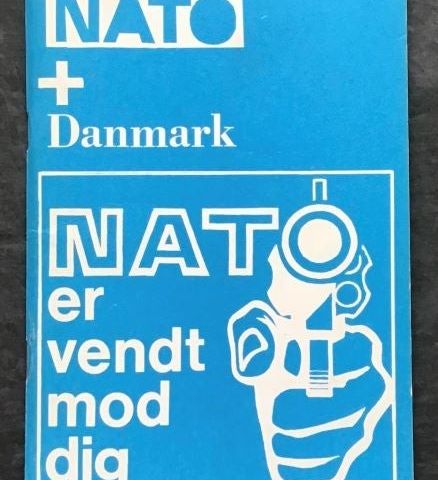 NATO
+
Danmark
NATO
er
vendt
mod
dig